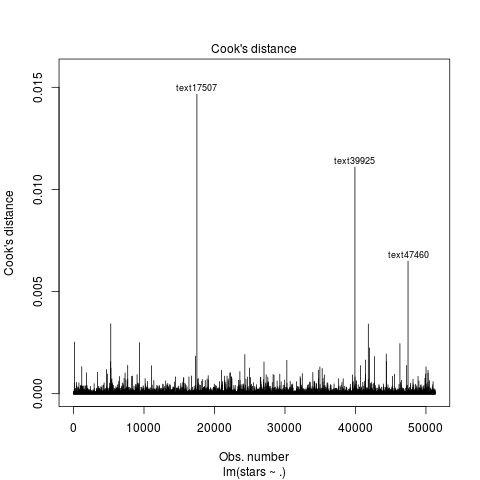 Cook's distance
0.015
0.010
0.005
0.000
Cook's distance
text17507
text39925
text47460
0 10000 20000 30000 40000 50000
Obs. number
lm(stars ~ .)